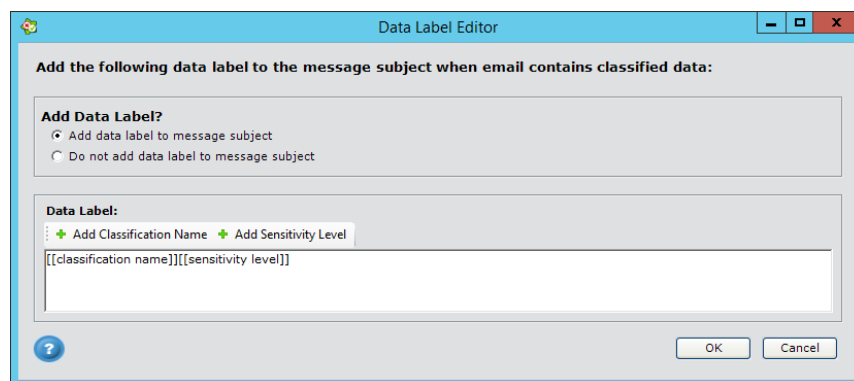 Data Label Editor
Add the following data label to the message subject when email contains classified data:
Add Data Label?
Add data label to message subject
Do not add data label to message subject
Data Label:
Add Classification Name Add Sensitivity Level
[[classification name]][[sensitivity level]]
? OK Cancel